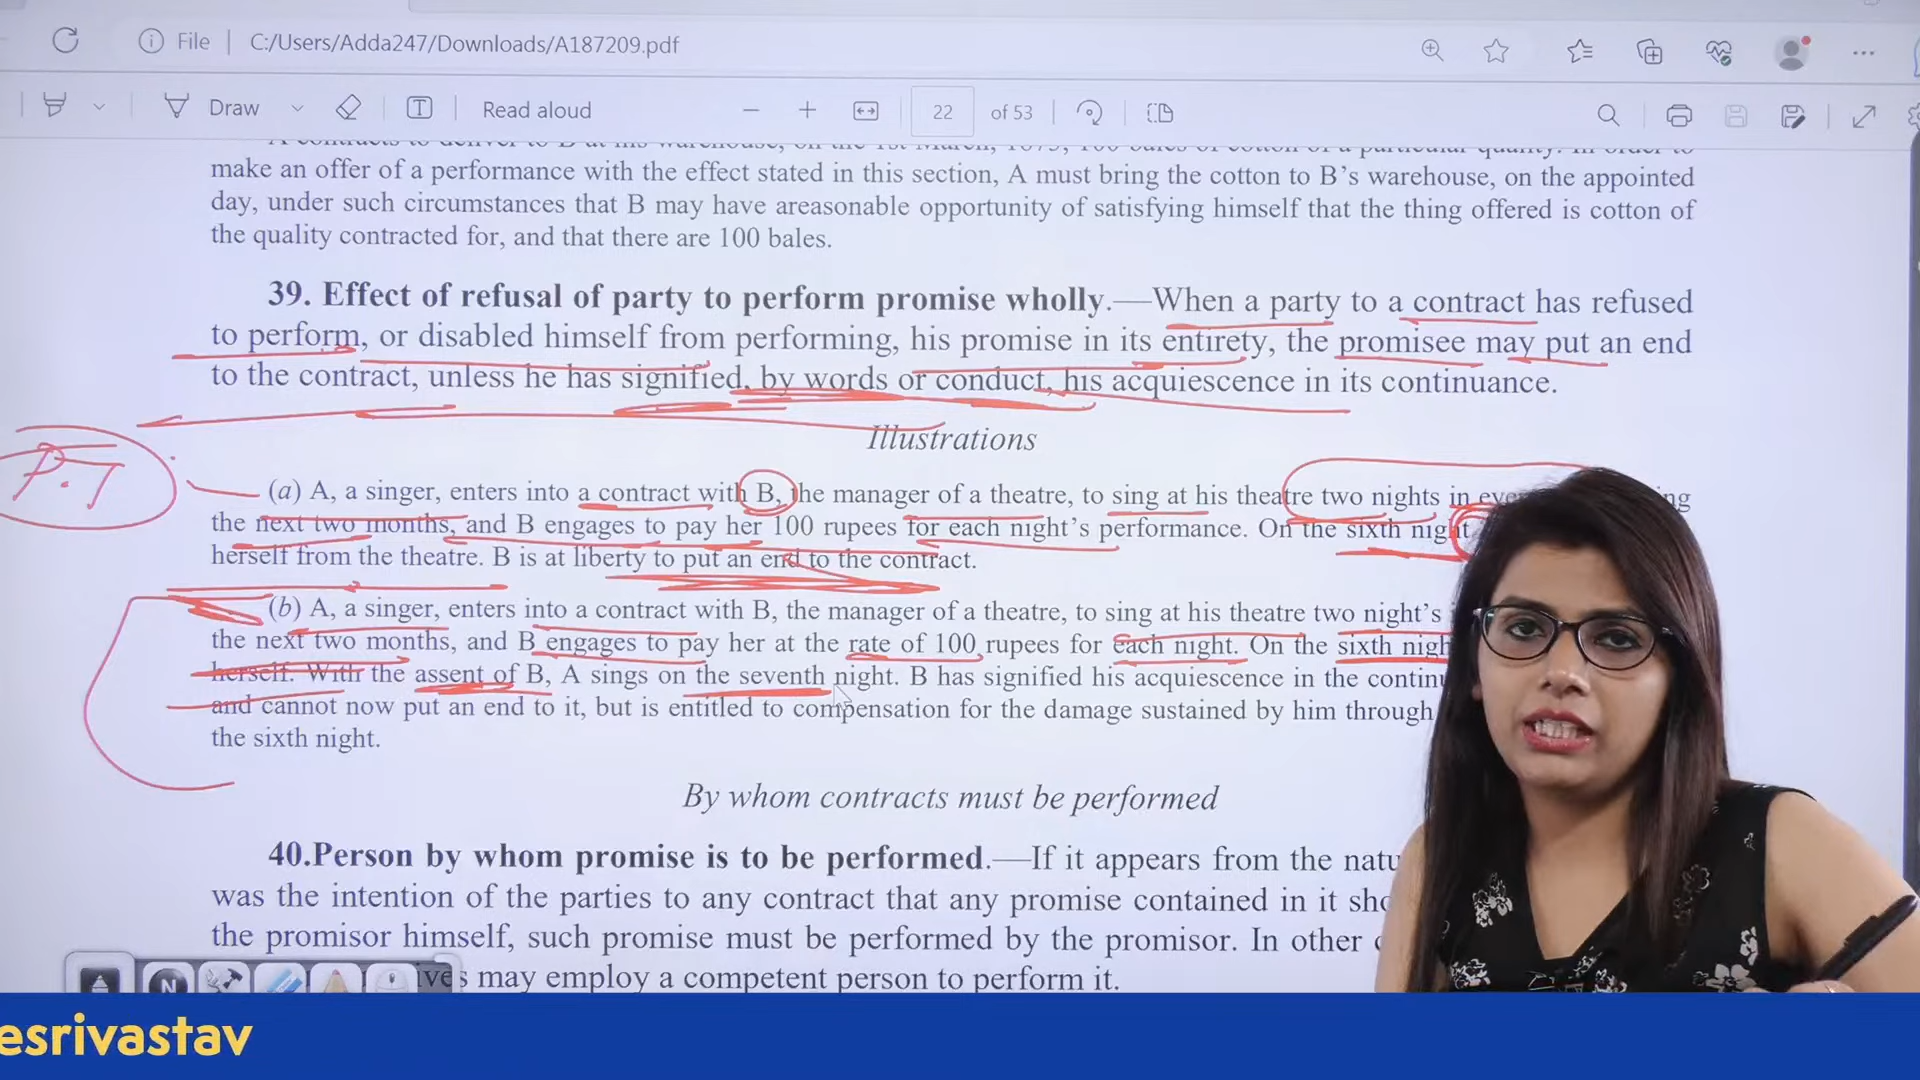 File | C:/Users/Adda247/Downloads/A187209.pdf
Draw Read aloud 22 of 53
make an offer of a performance with the effect stated in this section, A must bring the cotton to B’s warehouse, on the appointed
day, under such circumstances that B may have areasonable opportunity of satisfying himself that the thing offered is cotton of
the quality contracted for, and that there are 100 bales.
39. Effect of refusal of party to perform promise wholly.—When a party to a contract has refused
to perform, or disabled himself from performing, his promise in its entirety, the promisee may put an end
to the contract, unless he has signified, by words or conduct, his acquiescence in its continuance.
Illustrations
P.T
(a) A, a singer, enters into a contract with B, the manager of a theatre, to sing at his theatre two nights in
the next two months, and B engages to pay her 100 rupees for each night’s performance. On the sixth night
herself from the theatre. B is at liberty to put an end to the contract.
(b) A, a singer, enters into a contract with B, the manager of a theatre, to sing at his theatre two night’s
the next two months, and B engages to pay her at the rate of 100 rupees for each night. On the sixth
herself. With the assent of B, A sings on the seventh night. B has signified his acquiescence in the
and cannot now put an end to it, but is entitled to compensation for the damage sustained by him through
the sixth night.
By whom contracts must be performed
40.Person by whom promise is to be performed.—If it appears from the
was the intention of the parties to any contract that any promise contained in it
the promisor himself, such promise must be performed by the promisor. In other
may employ a competent person to perform it.
esrivastav